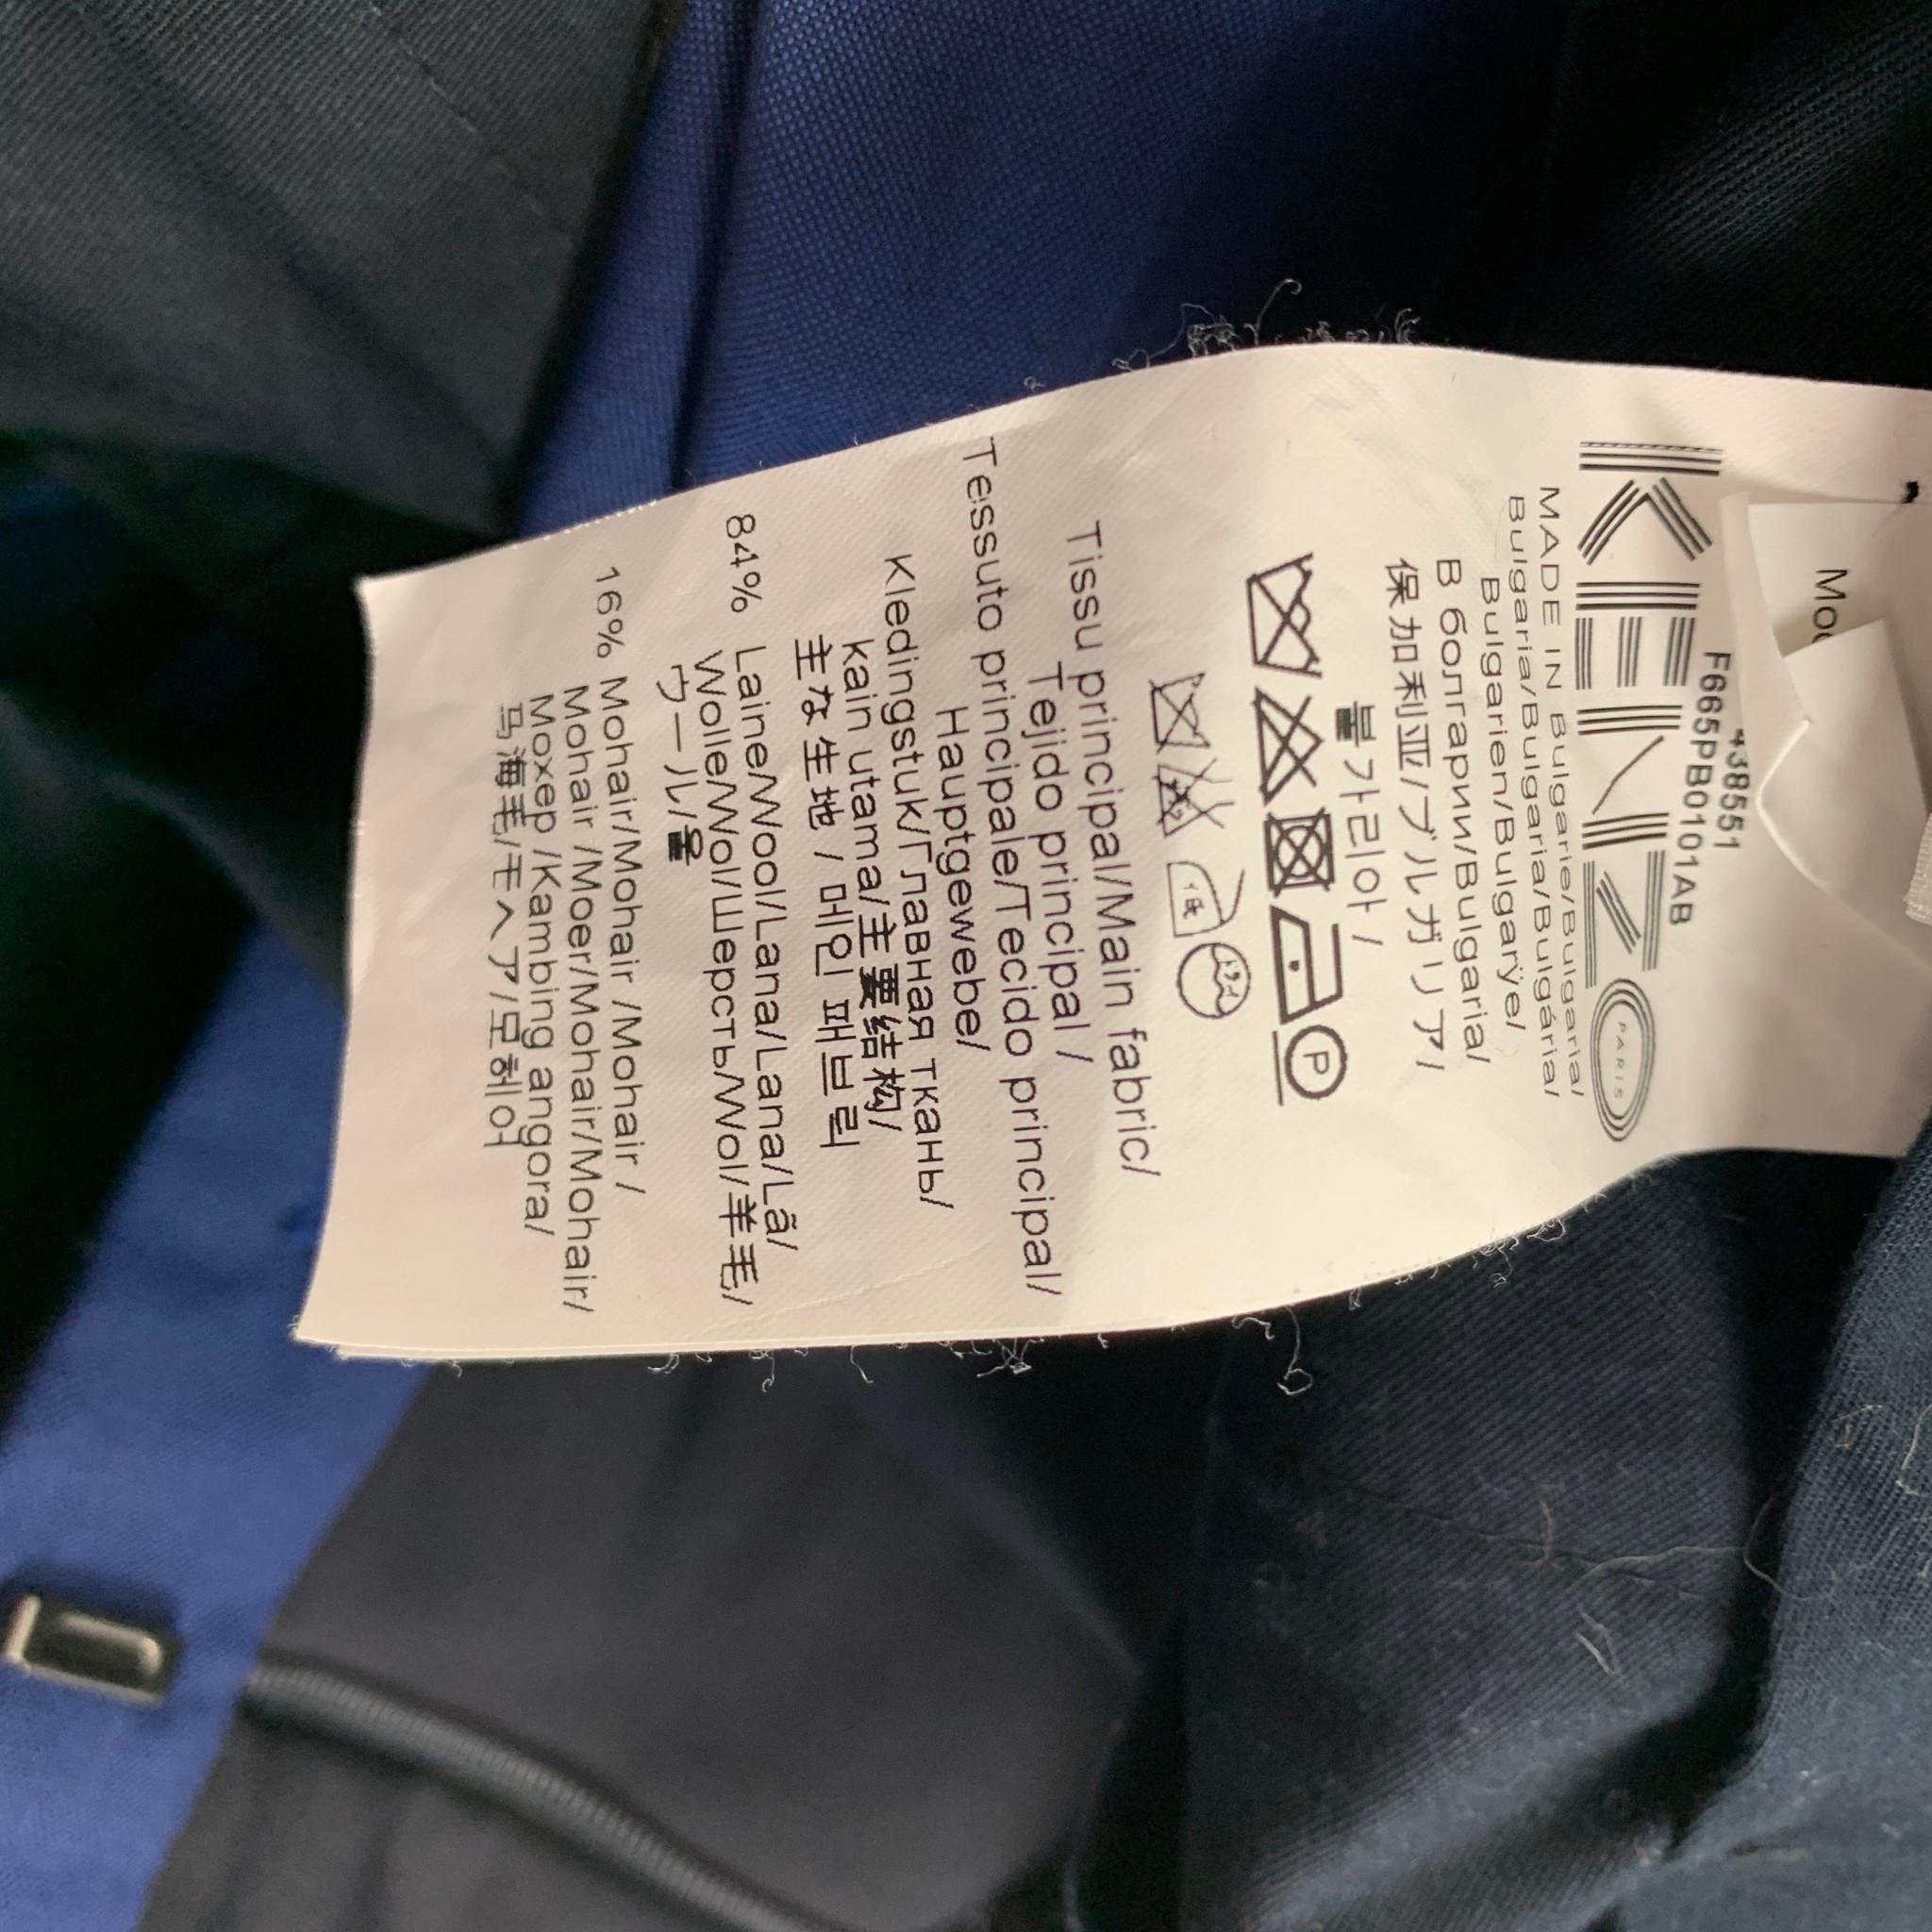 Mo
438551
F665PB0101AB
KENZO
PARIS
MADE IN Bulgarie/Bulgaria/
Bulgaria/Bulgaria/Bulgária/
Bulgarien/Bulgarÿe/
В болгарии/Bulgaria/
保加利亚/ブルガリア/
불가리아 /
P
低
Tissu principal/Main fabric/
Tejido principal /
Tessuto principale/Tecido principal/
Hauptgewebe/
Kledingstuk/Главная ткань/
kain utama/主要结构/
主な生地 / 메인 패브릭
84% Laine/Wool/Lana/Lana/Lã/
Wolle/Wol/Шерсть/Wol/羊毛/
ウール/울
16% Mohair/Mohair /Mohair /
Mohair /Moer/Mohair/Mohair/
Мохер /Kambing angora/
马海毛/モヘア/모헤어